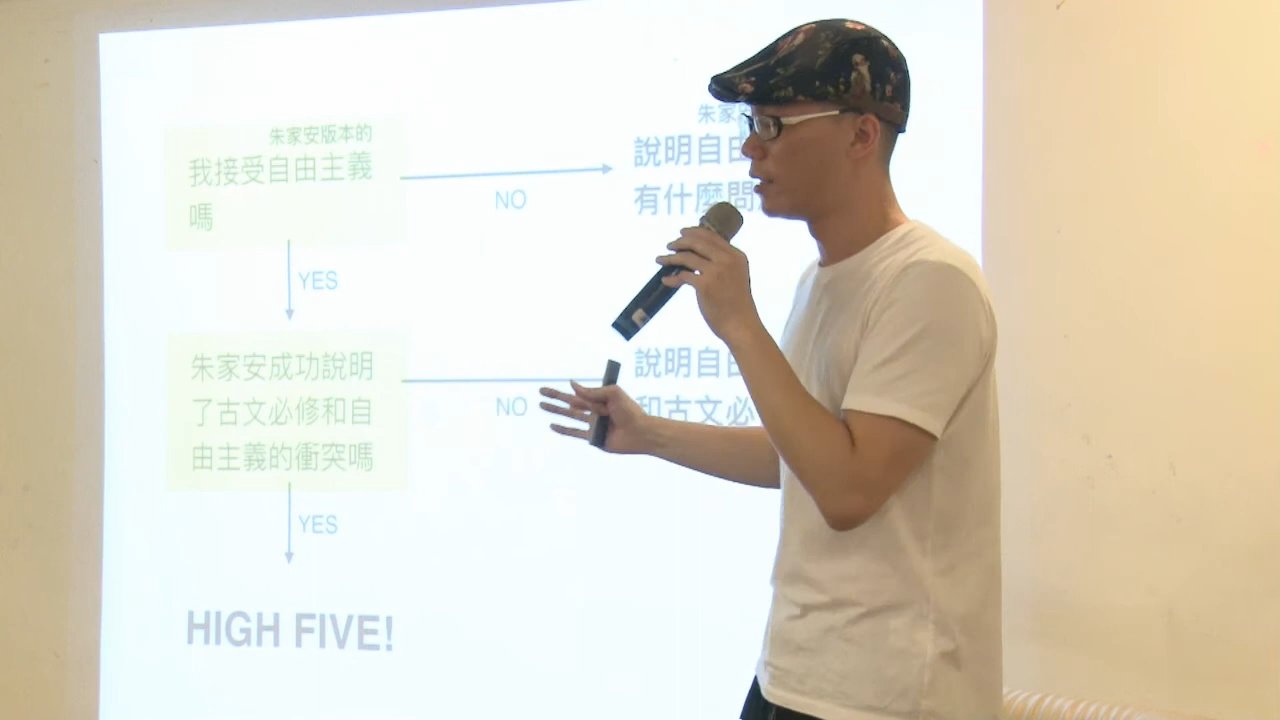 朱家安版本的
我接受自由主義
嗎
NO
朱家
說明自由
有什麼問
YES
朱家安成功說明
了古文必修和自
由主義的衝突嗎
NO
說明自由
和古文必
YES
HIGH FIVE!